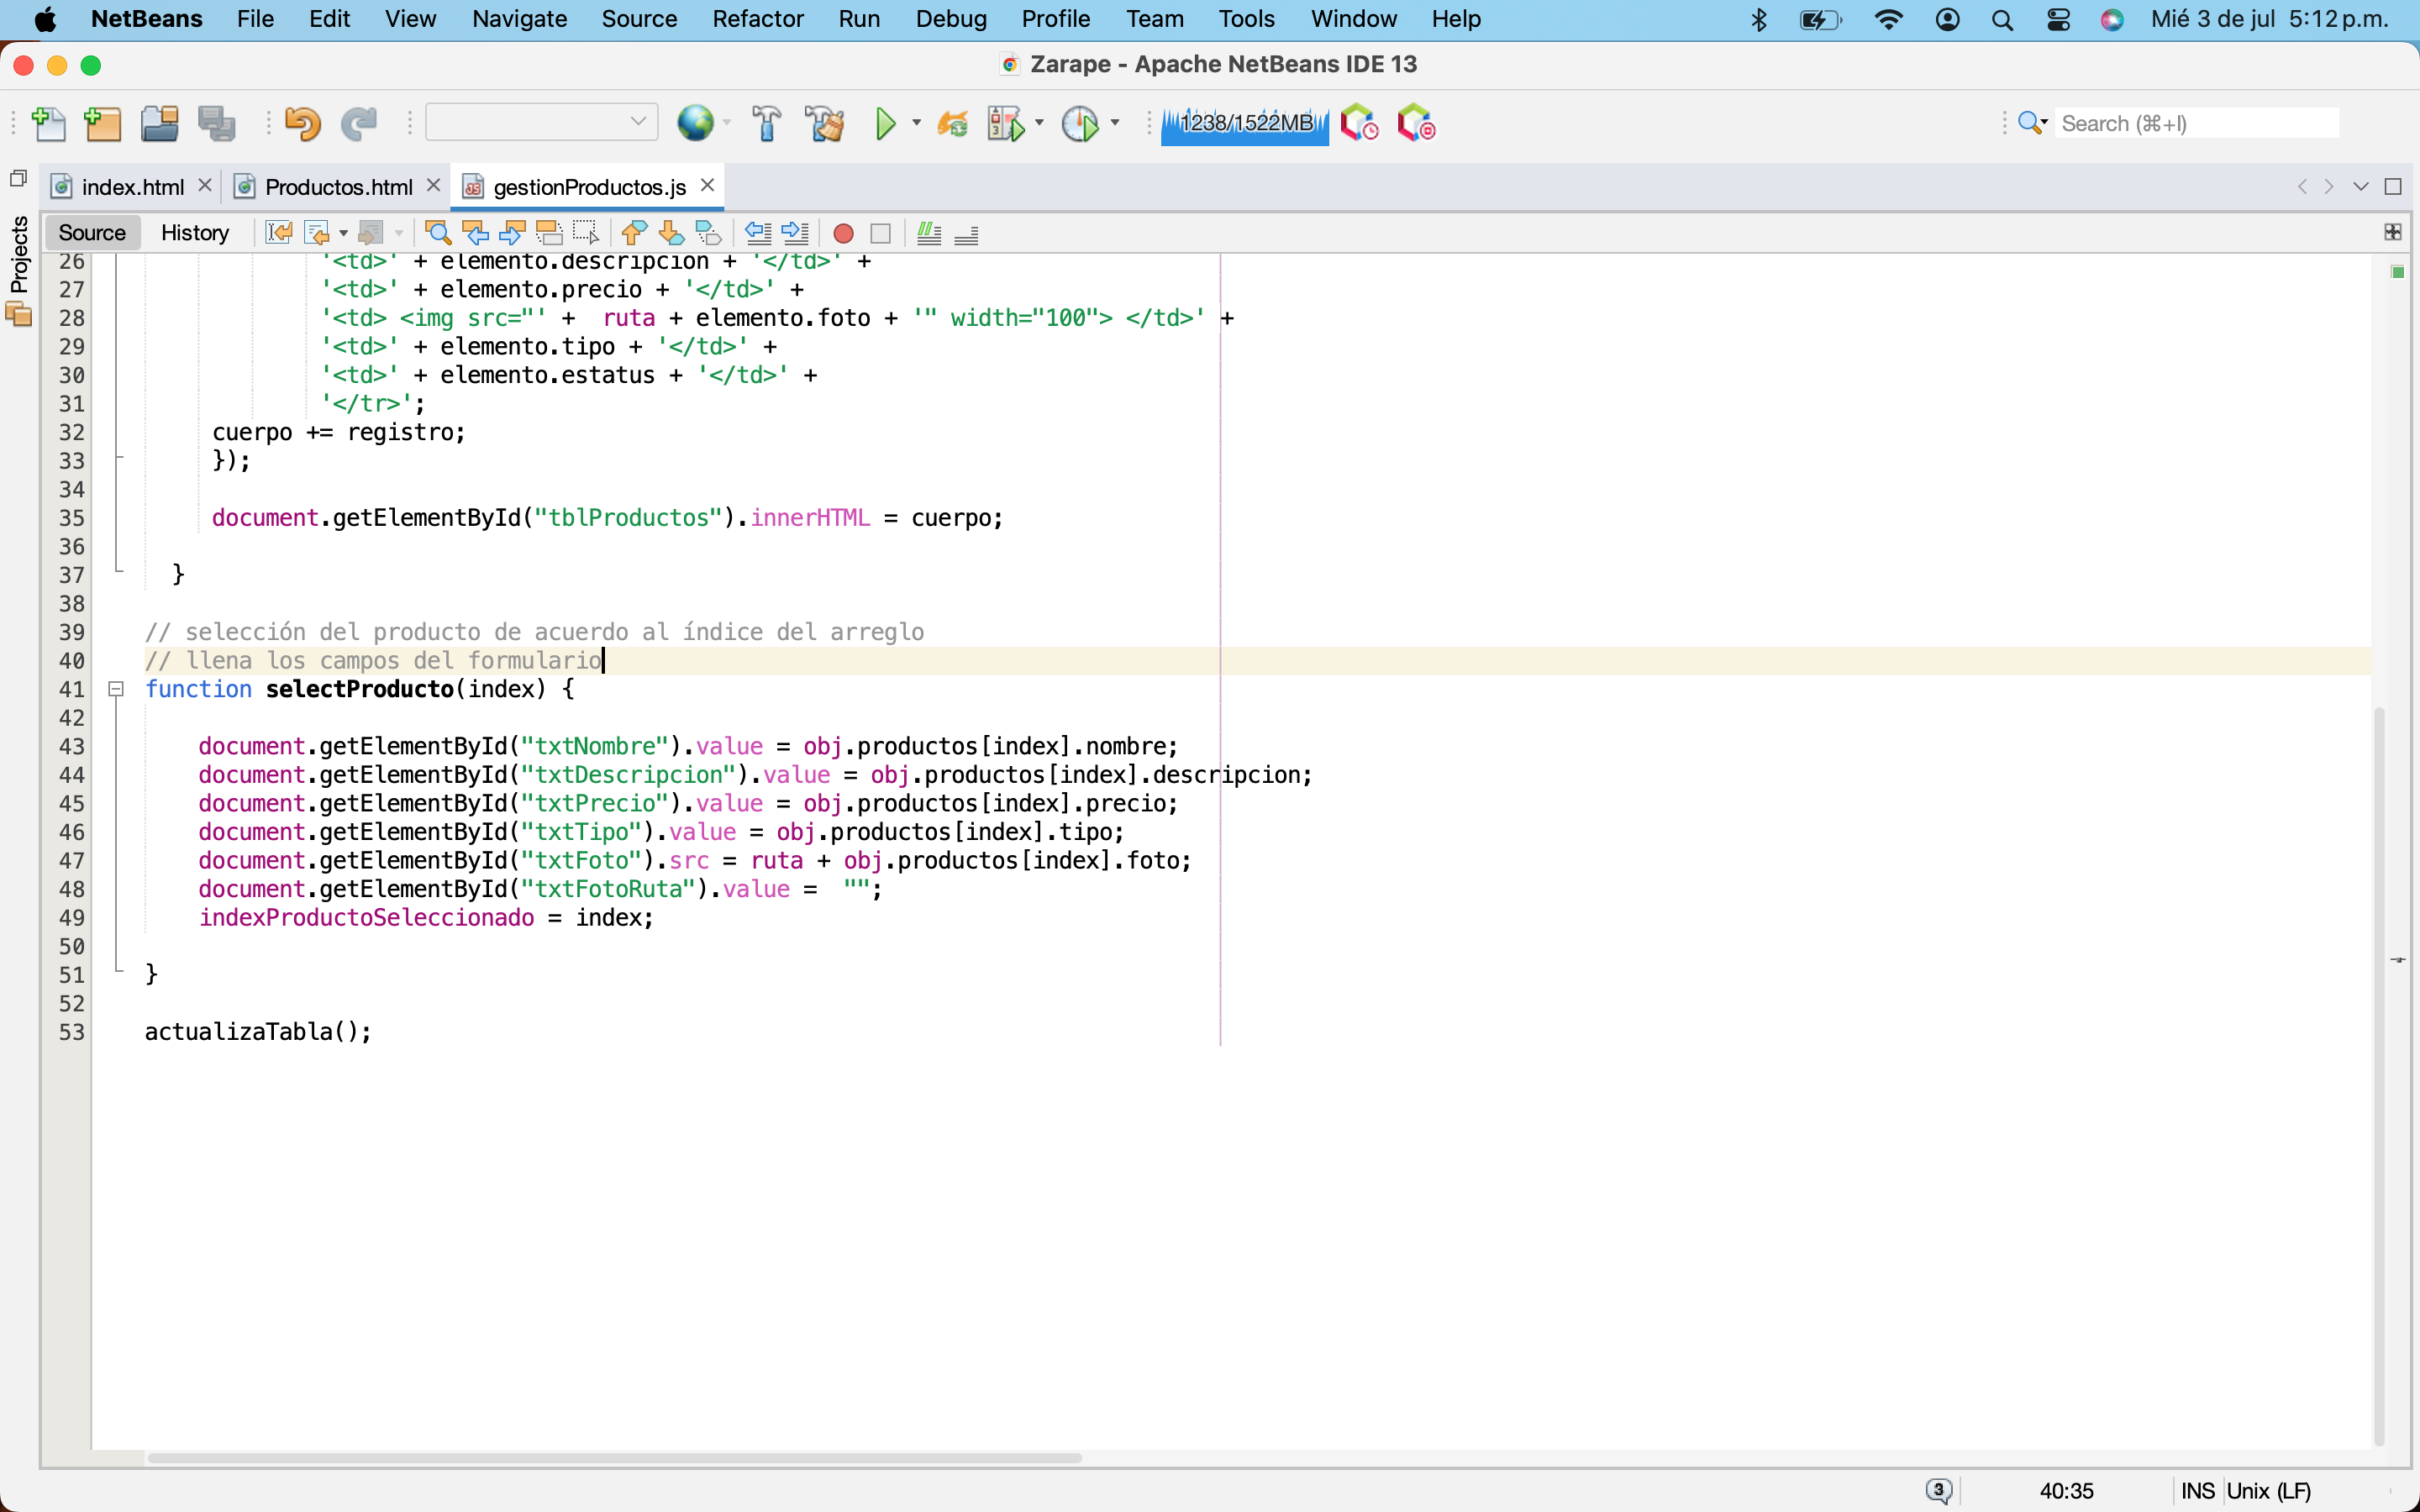 NetBeans File Edit View Navigate Source Refactor Run Debug Profile Team Tools Window Help Mié 3 de jul 5:12 p.m.
Zarape - Apache NetBeans IDE 13
1238/1522MB Search (⌘+I)
index.html Productos.html gestionProductos.js
Projects
Source History
26 '<td>' + elemento.descripcion + '</td>' +
27 '<td>' + elemento.precio + '</td>' +
28 '<td> <img src="' +  ruta + elemento.foto + '" width="100"> </td>' +
29 '<td>' + elemento.tipo + '</td>' +
30 '<td>' + elemento.estatus + '</td>' +
31 '</tr>';
32 cuerpo += registro;
33 });
34
35 document.getElementById("tblProductos").innerHTML = cuerpo;
36
37 }
38
39 // selección del producto de acuerdo al índice del arreglo
40 // llena los campos del formulario
41 function selectProducto(index) {
42
43 document.getElementById("txtNombre").value = obj.productos[index].nombre;
44 document.getElementById("txtDescripcion").value = obj.productos[index].descripcion;
45 document.getElementById("txtPrecio").value = obj.productos[index].precio;
46 document.getElementById("txtTipo").value = obj.productos[index].tipo;
47 document.getElementById("txtFoto").src = ruta + obj.productos[index].foto;
48 document.getElementById("txtFotoRuta").value =  "";
49 indexProductoSeleccionado = index;
50
51 }
52
53 actualizaTabla();
3 40:35 INS Unix (LF)